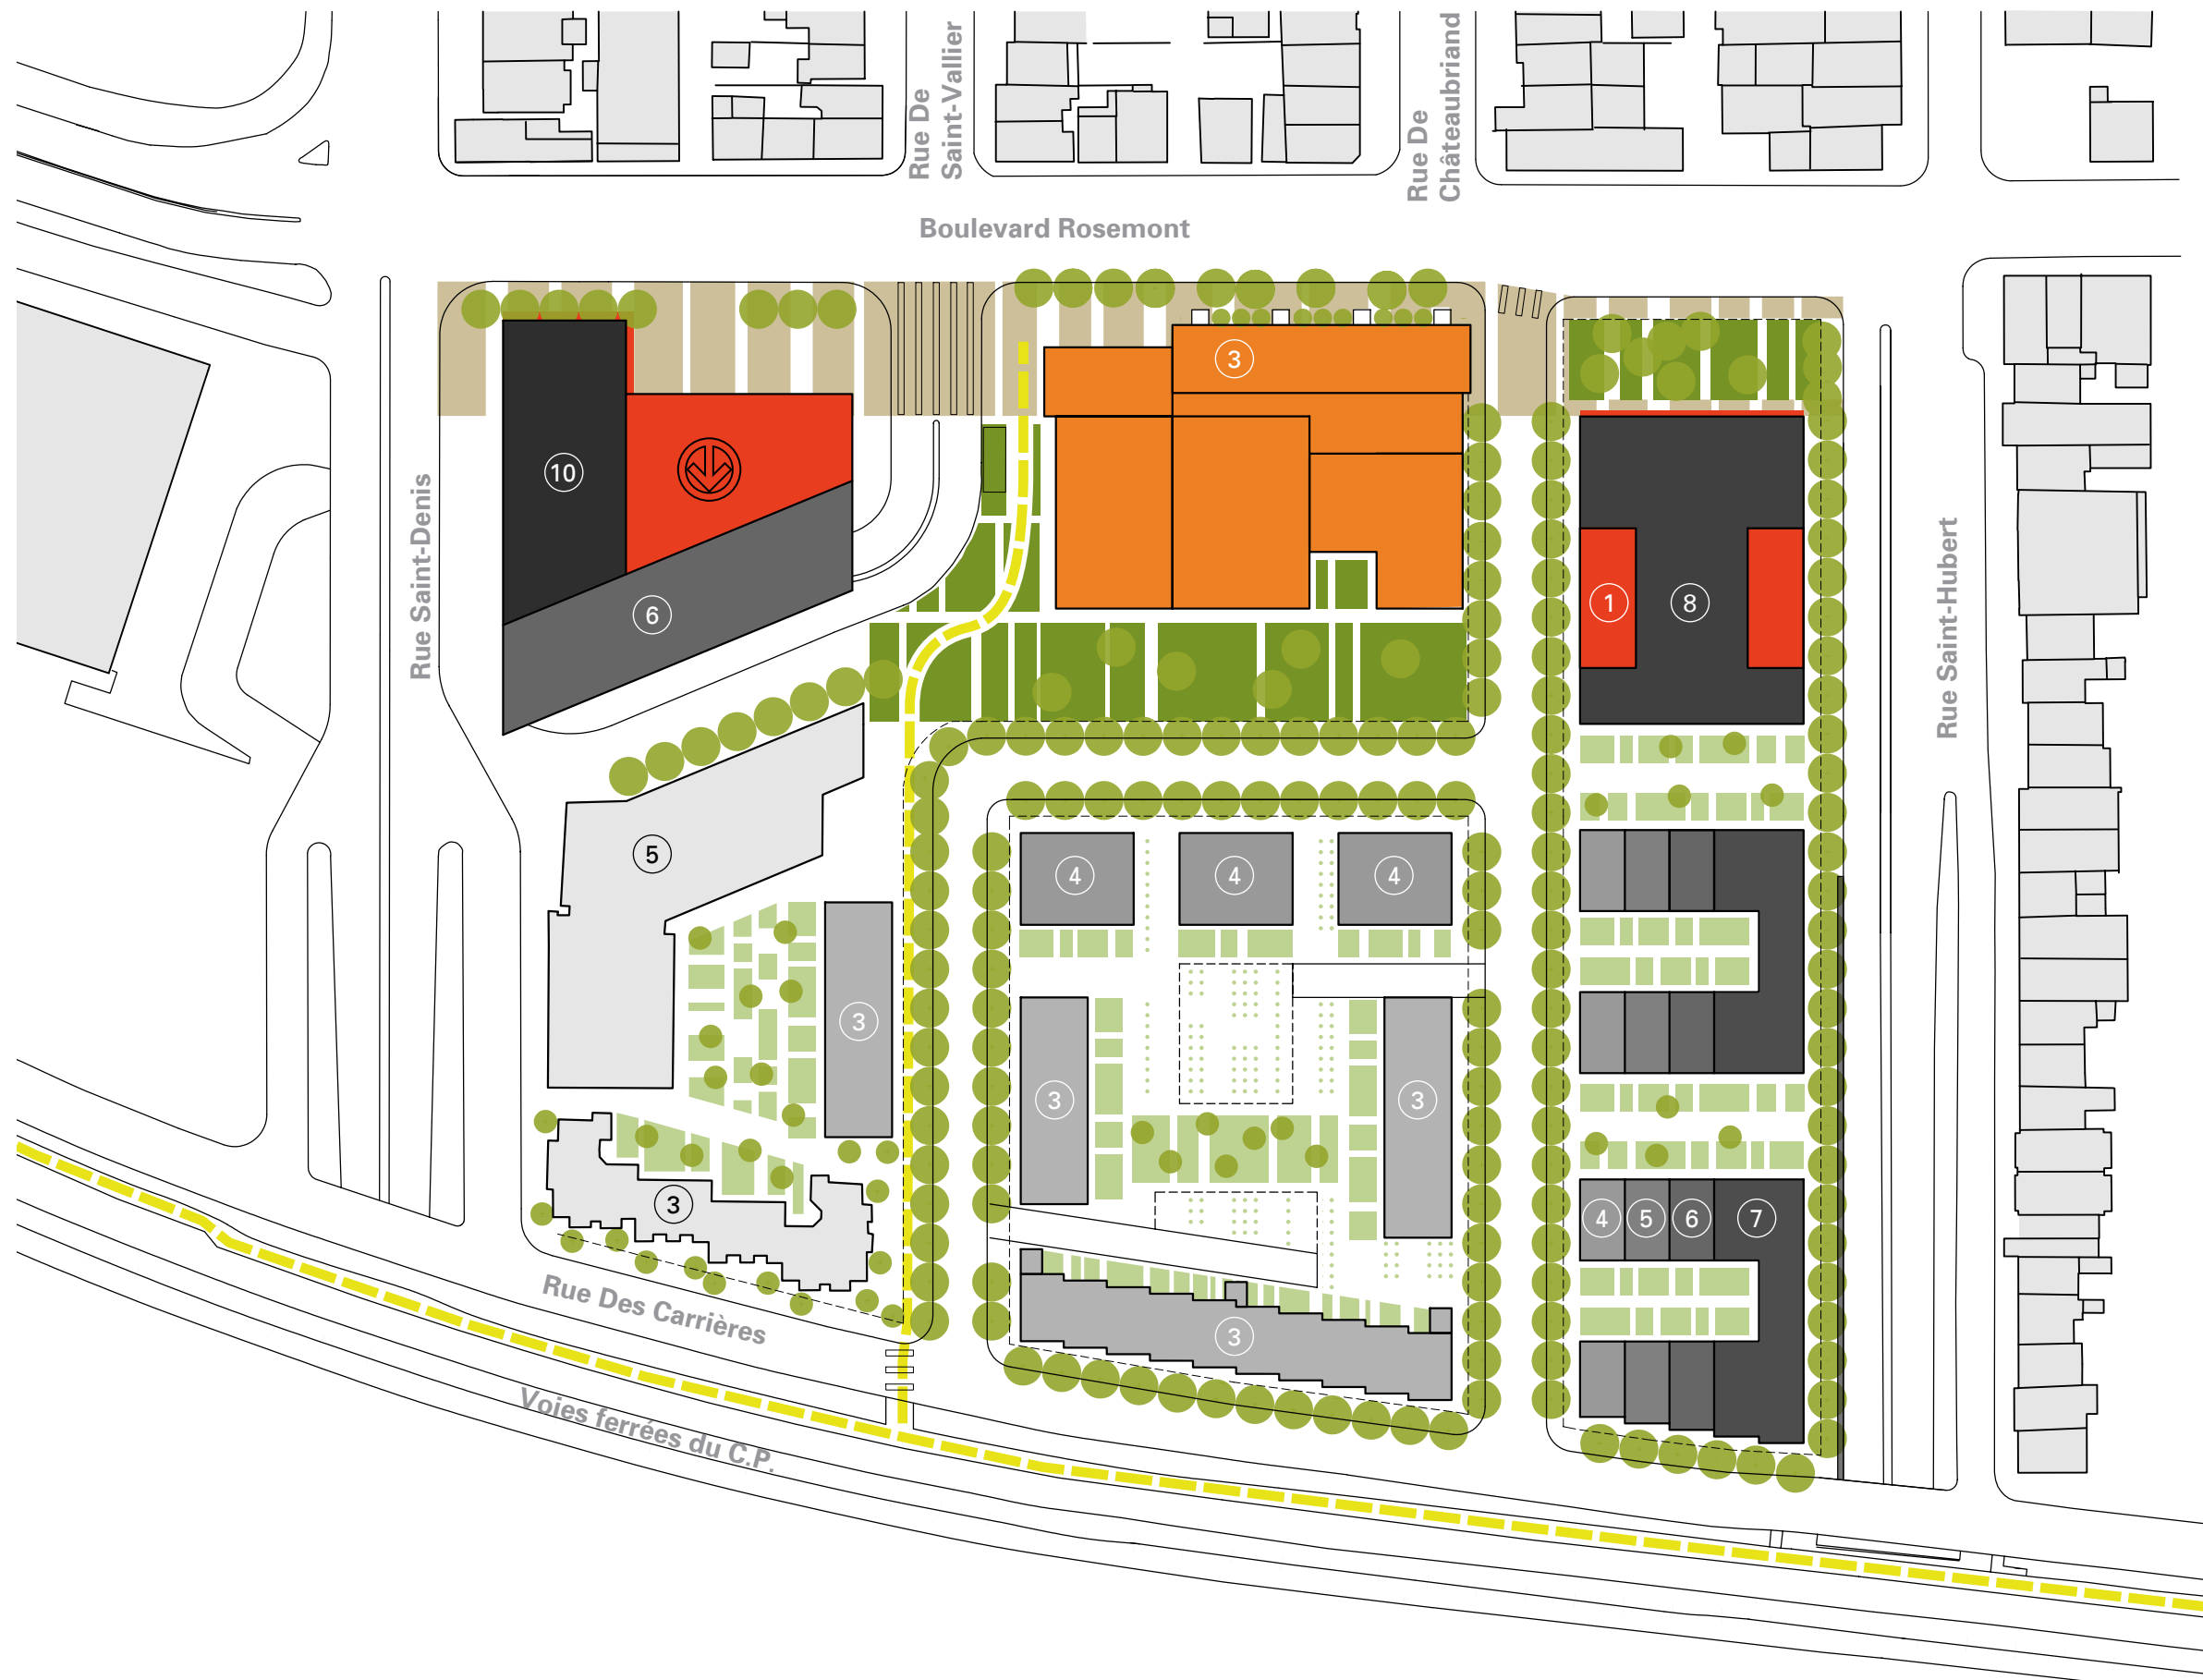 Rue De
Saint-Vallier
Rue De
Châteaubriand
Boulevard Rosemont
3
10
Rue Saint-Denis
6
1
8
Rue Saint-Hubert
5
4
4
4
3
3
3
3
4
5
6
7
3
Rue Des Carrières
Voies ferrées du C.P.